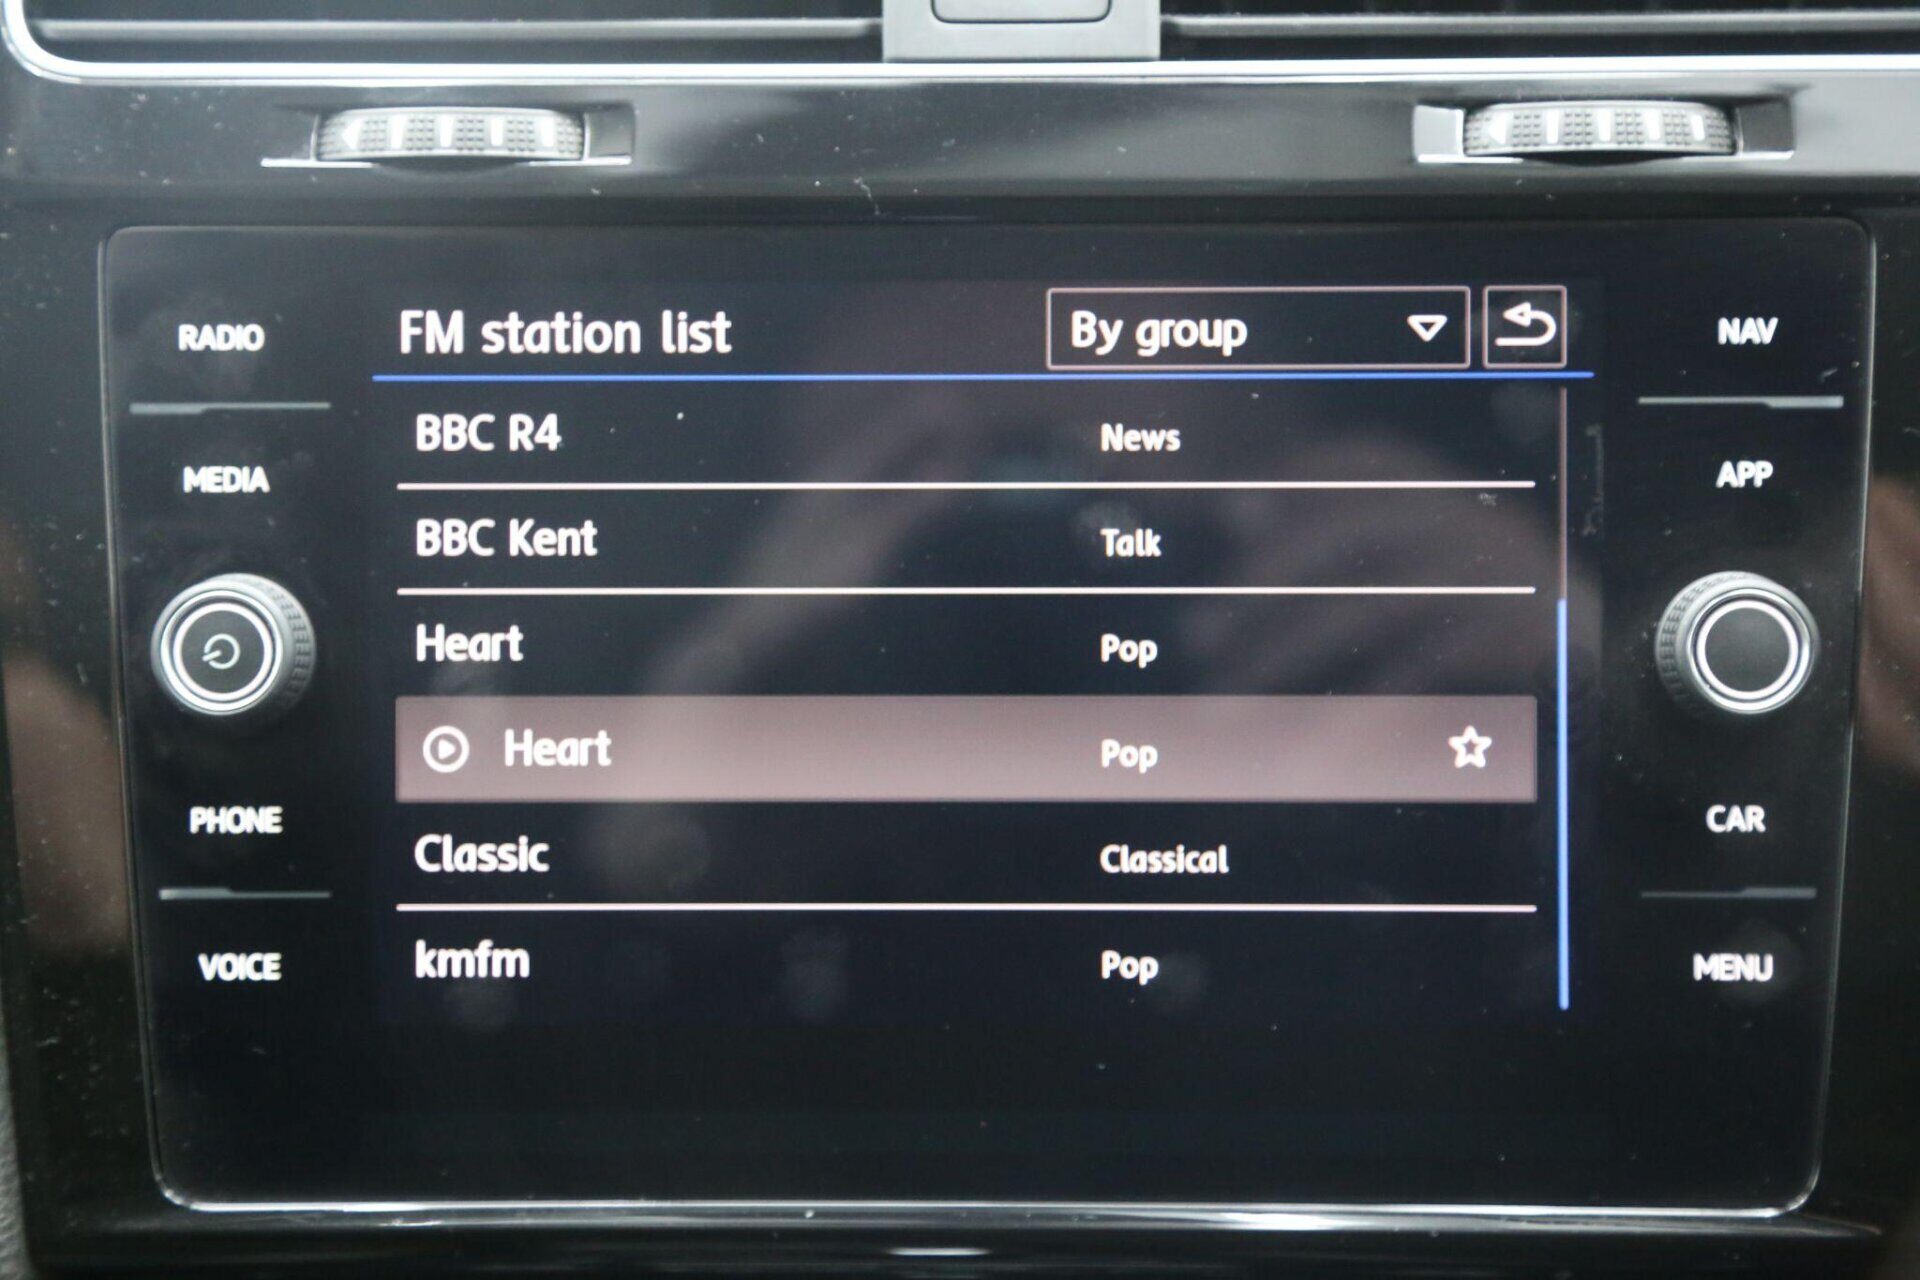 RADIO
MEDIA
PHONE
VOICE
FM station list
By group
BBC R4 News
BBC Kent Talk
Heart Pop
Heart Pop
Classic Classical
kmfm Pop
NAV
APP
CAR
MENU